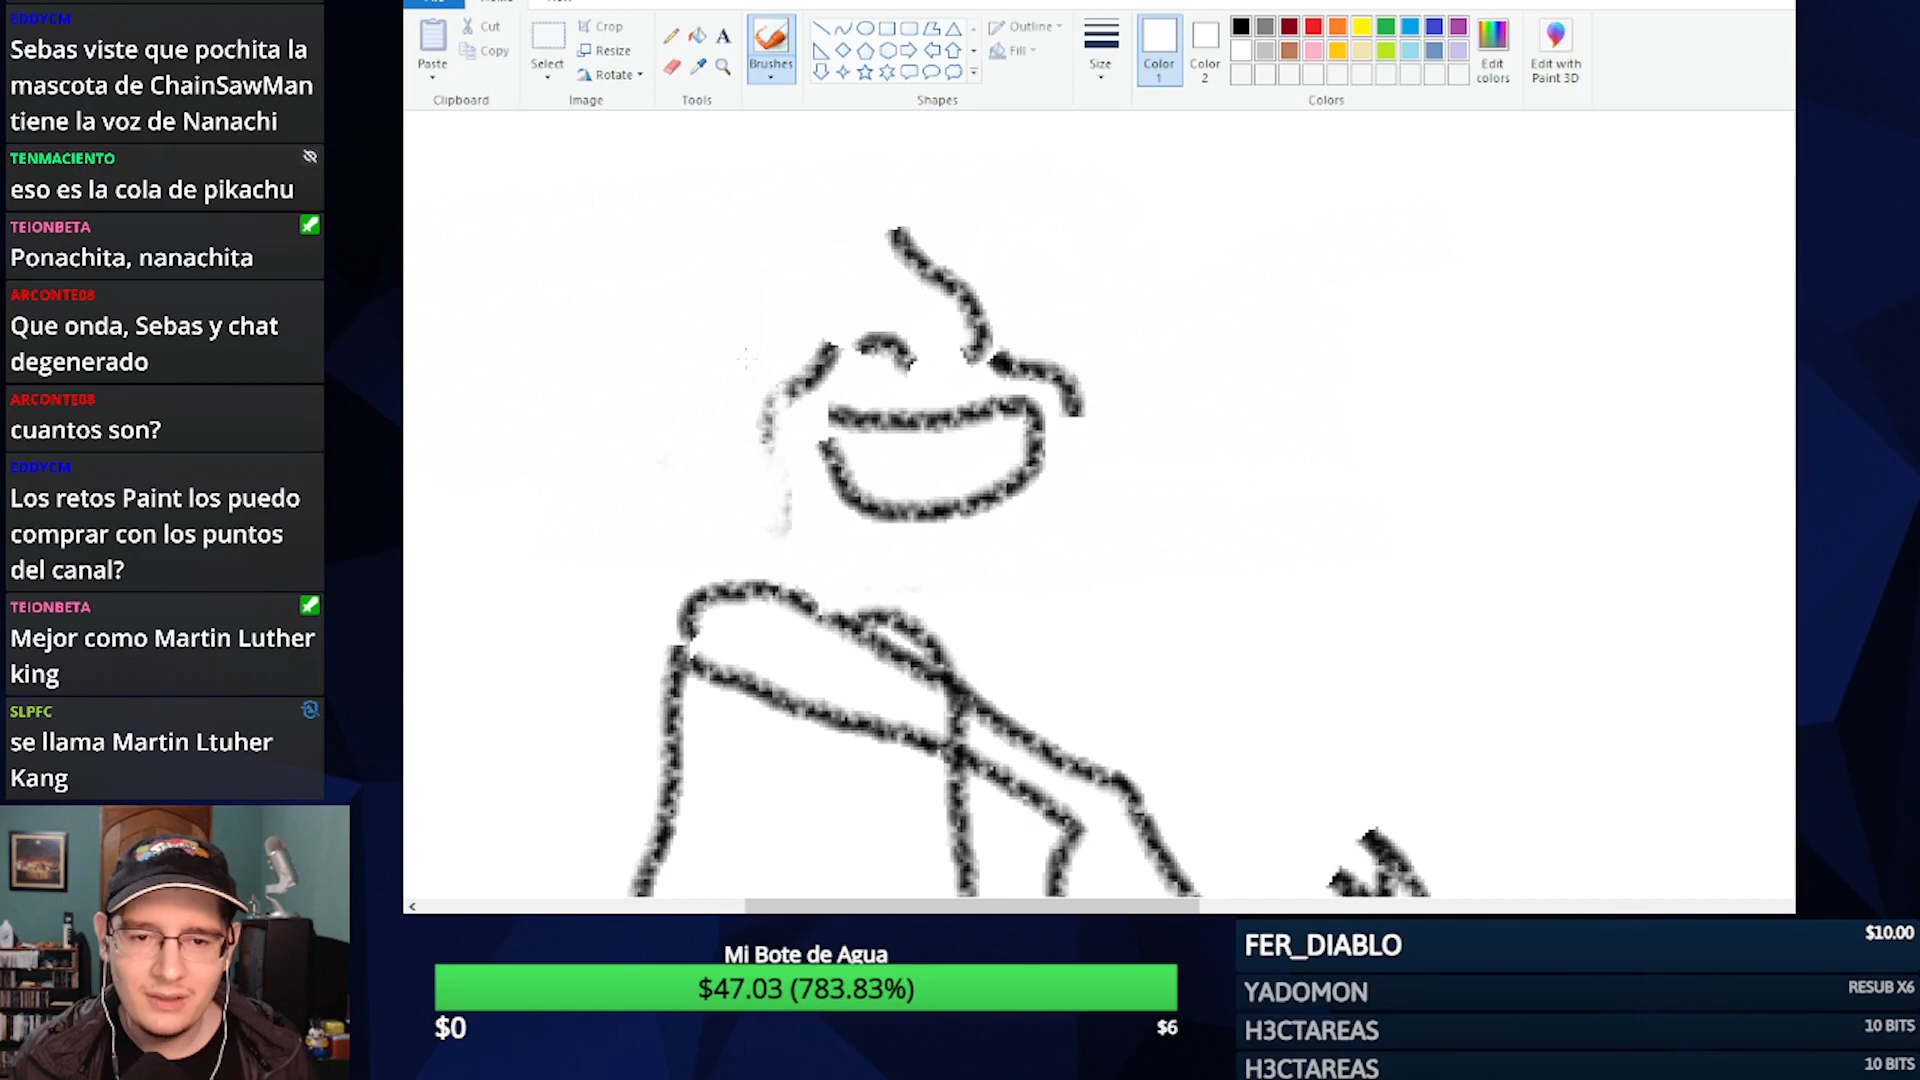 EDDYCM
Sebas viste que pochita la
mascota de ChainSawMan
tiene la voz de Nanachi
TENMACIENTO
eso es la cola de pikachu
TEIONBETA
Ponachita, nanachita
ARCONTE08
Que onda, Sebas y chat
degenerado
ARCONTE08
cuantos son?
EDDYCM
Los retos Paint los puedo
comprar con los puntos
del canal?
TEIONBETA
Mejor como Martin Luther
king
SLPFC
se llama Martin Ltuher
Kang
Paste
Cut
Copy
Clipboard
Select
Crop
Resize
Rotate
Image
A
Tools
Brushes
Shapes
Outline
Fill
Size
Color
1
Color
2
Colors
Edit
colors
Edit with
Paint 3D
Mi Bote de Agua
$47.03 (783.83%)
$0
$6
FER_DIABLO
$10.00
YADOMON
RESUB X6
H3CTAREAS
10 BITS
H3CTAREAS
10 BITS